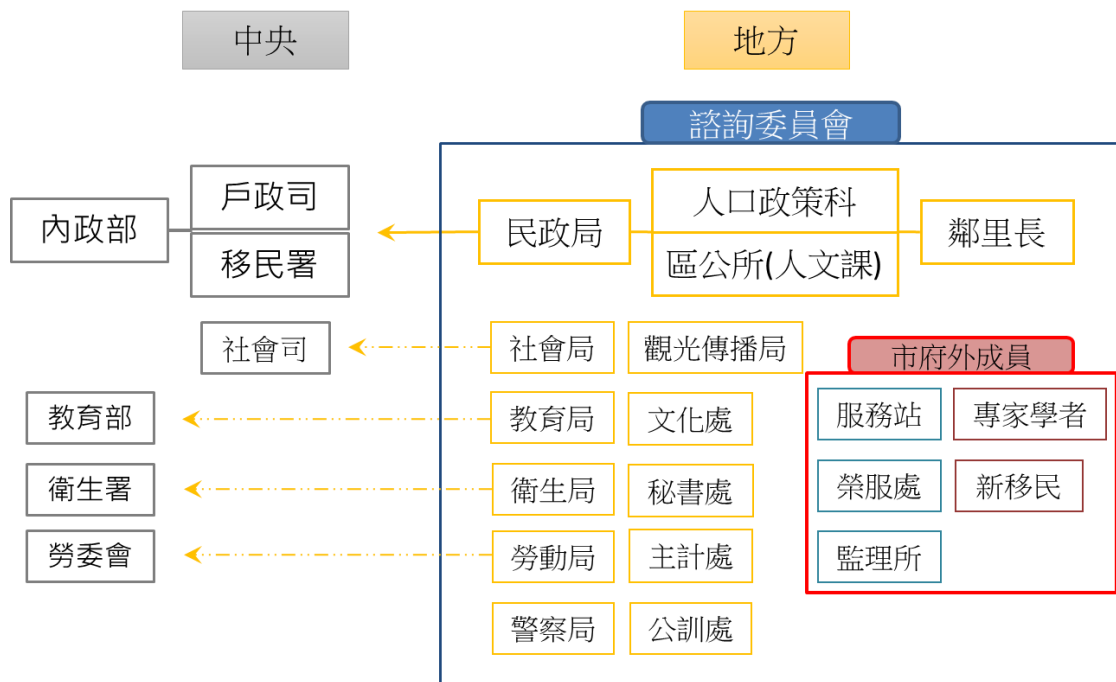 中央
地方
諮詢委員會
內政部
戶政司
移民署
民政局
人口政策科
區公所(人文課)
鄰里長
社會司
社會局
觀光傳播局
市府外成員
教育部
教育局
文化處
服務站
專家學者
衛生署
衛生局
秘書處
榮服處
新移民
勞委會
勞動局
主計處
監理所
警察局
公訓處